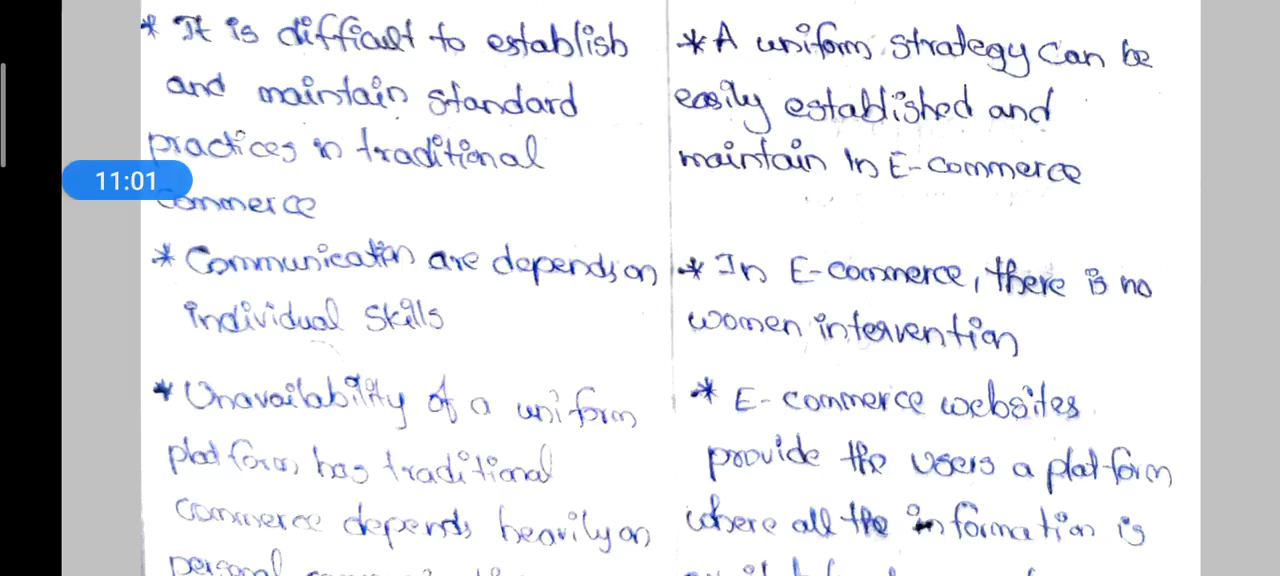 * It is difficult to establish
and maintain standard
practices in traditional
commerce
* Communication are depends on
individual skills
* Unavailability of a uniform
platform has traditional
commerce depends heavily on
personal
* A uniform strategy can be
easily established and
maintain in E-commerce
* In E-commerce, there is no
women intervention
* E-commerce websites
provide the users a platform
where all the information is
11:01